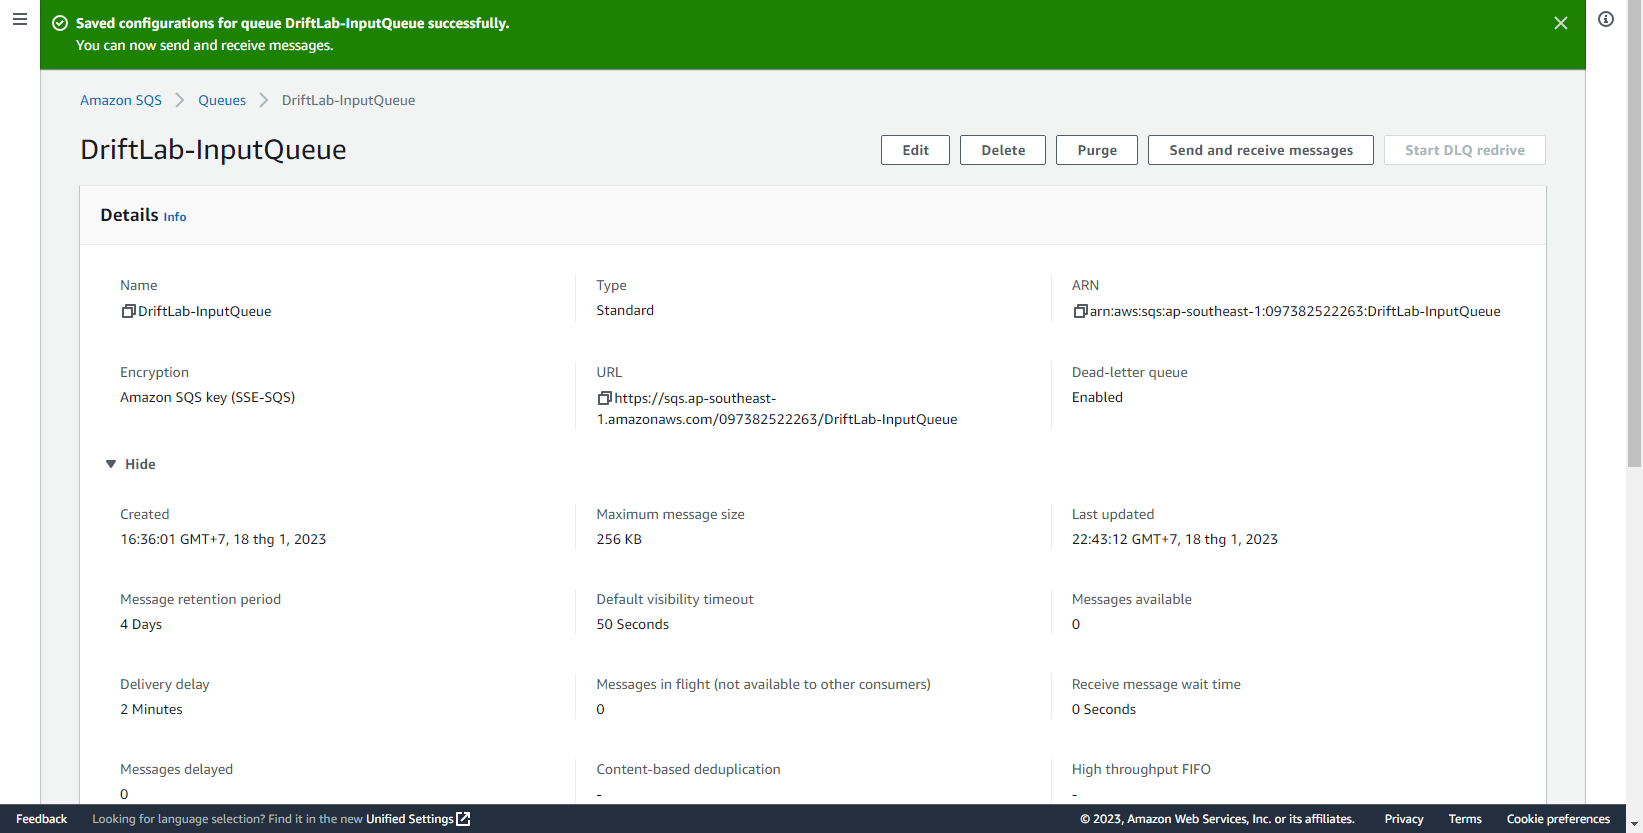 Saved configurations for queue DriftLab-InputQueue successfully.
You can now send and receive messages.
Amazon SQS
Queues
DriftLab-InputQueue
DriftLab-InputQueue
Edit
Delete
Purge
Send and receive messages
Start DLQ redrive
Details Info
Name
DriftLab-InputQueue
Type
Standard
ARN
arn:aws:sqs:ap-southeast-1:097382522263:DriftLab-InputQueue
Encryption
Amazon SQS key (SSE-SQS)
URL
https://sqs.ap-southeast-
1.amazonaws.com/097382522263/DriftLab-InputQueue
Dead-letter queue
Enabled
Hide
Created
16:36:01 GMT+7, 18 thg 1, 2023
Maximum message size
256 KB
Last updated
22:43:12 GMT+7, 18 thg 1, 2023
Message retention period
4 Days
Default visibility timeout
50 Seconds
Messages available
0
Delivery delay
2 Minutes
Messages in flight (not available to other consumers)
0
Receive message wait time
0 Seconds
Messages delayed
0
Content-based deduplication
-
High throughput FIFO
-
Feedback
Looking for language selection? Find it in the new Unified Settings
© 2023, Amazon Web Services, Inc. or its affiliates.
Privacy
Terms
Cookie preferences